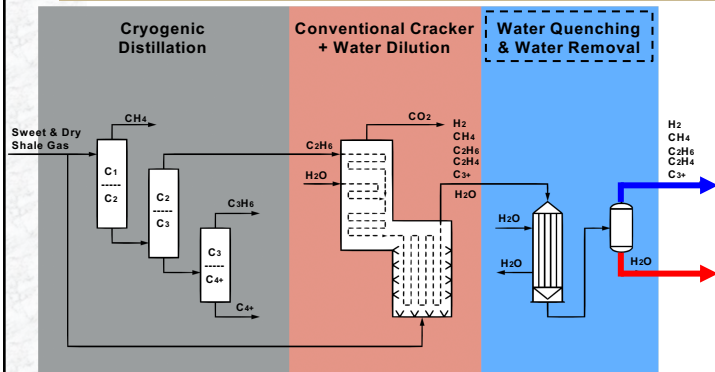 Cryogenic
Distillation
Conventional Cracker
+ Water Dilution
Water Quenching
& Water Removal
Sweet & Dry
Shale Gas
CH4
C1
-----
C2
C2
-----
C3
C3H6
C3
-----
C4+
C4+
C2H6
H2O
CO2
H2
CH4
C2H6
C2H4
C3+
H2O
H2O
H2O
H2
CH4
C2H6
C2H4
C3+
H2O